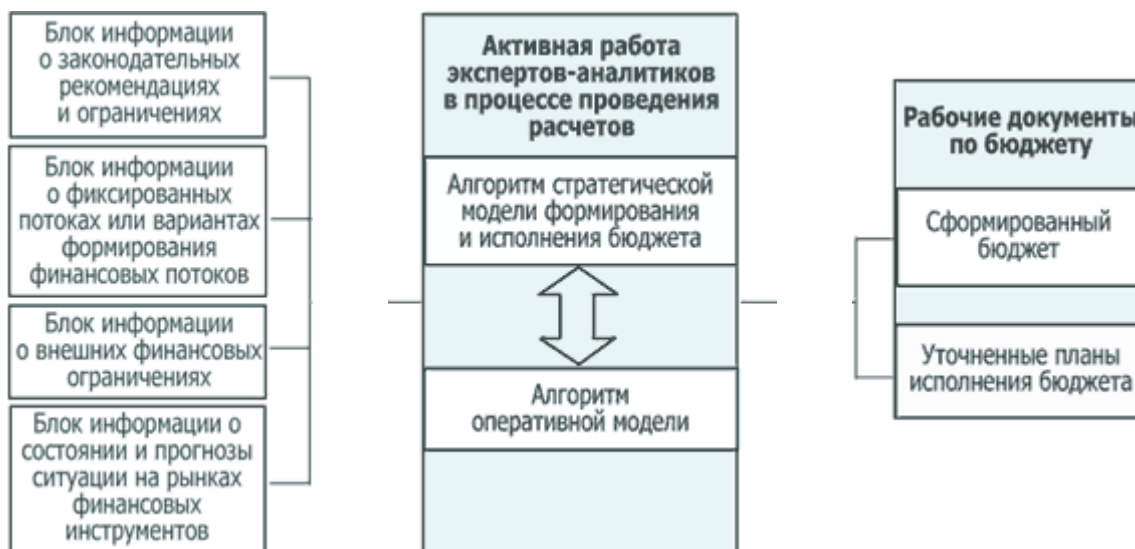 Блок информации
о законодательных
рекомендациях
и ограничениях
Блок информации
о фиксированных
потоках или вариантах
формирования
финансовых потоков
Блок информации
о внешних финансовых
ограничениях
Блок информации о
состоянии и прогнозы
ситуации на рынках
финансовых
инструментов
Активная работа
экспертов-аналитиков
в процессе проведения
расчетов
Алгоритм стратегической
модели формирования
и исполнения бюджета
Алгоритм
оперативной модели
Рабочие документы
по бюджету
Сформированный
бюджет
Уточненные планы
исполнения бюджета